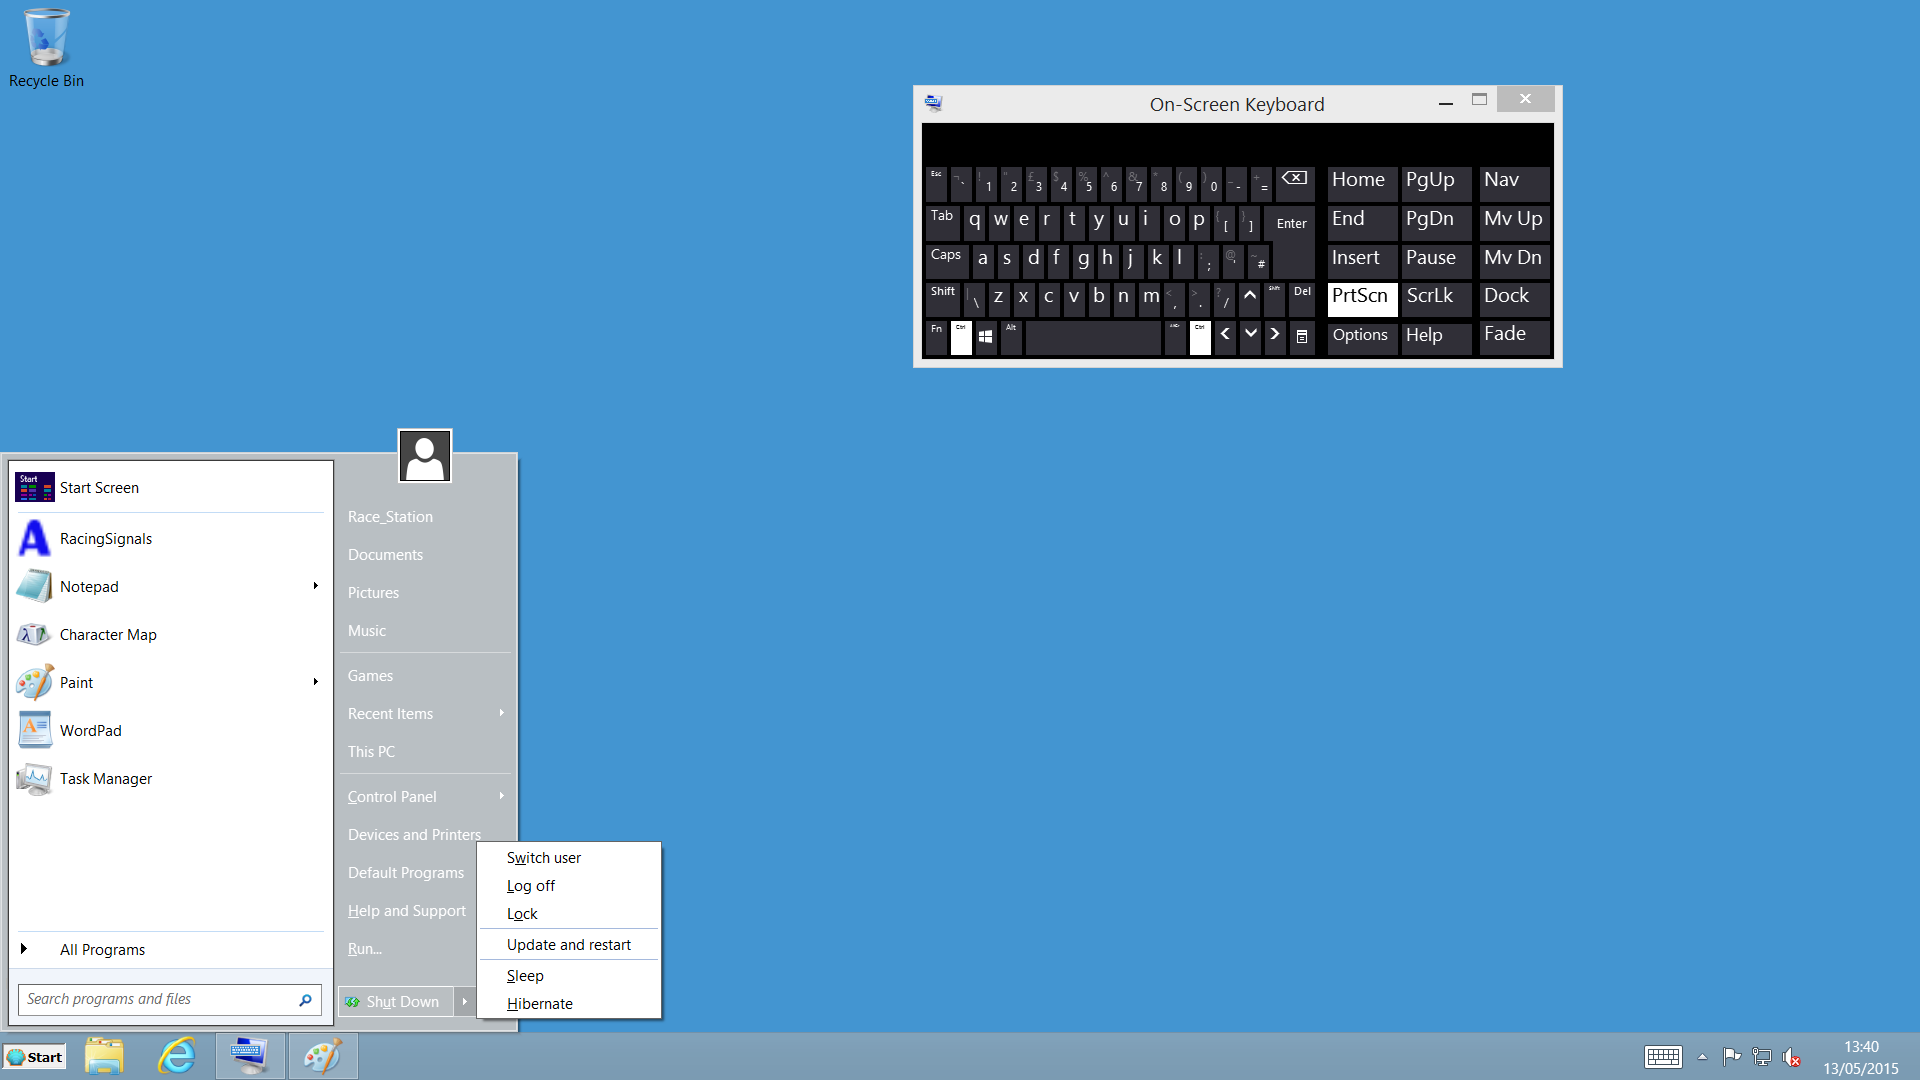 Recycle Bin
On-Screen Keyboard
Esc ¬ ` ! 1 " 2 £ 3 $ 4 % 5 ^ 6 & 7 * 8 ( 9 ) 0 _ - + = Home PgUp Nav
Tab q w e r t y u i o p { [ } ] Enter End PgDn Mv Up
Caps a s d f g h j k l : ; @ ' ~ # Insert Pause Mv Dn
Shift | \ z x c v b n m < , > . ? / Shift Del PrtScn ScrLk Dock
Fn Ctrl Alt AltGr Ctrl Options Help Fade
Start
Start Screen
RacingSignals
Notepad
Character Map
Paint
WordPad
Task Manager
All Programs
Search programs and files
Race_Station
Documents
Pictures
Music
Games
Recent Items
This PC
Control Panel
Devices and Printers
Default Programs
Help and Support
Run...
Shut Down
Switch user
Log off
Lock
Update and restart
Sleep
Hibernate
Start
13:40
13/05/2015